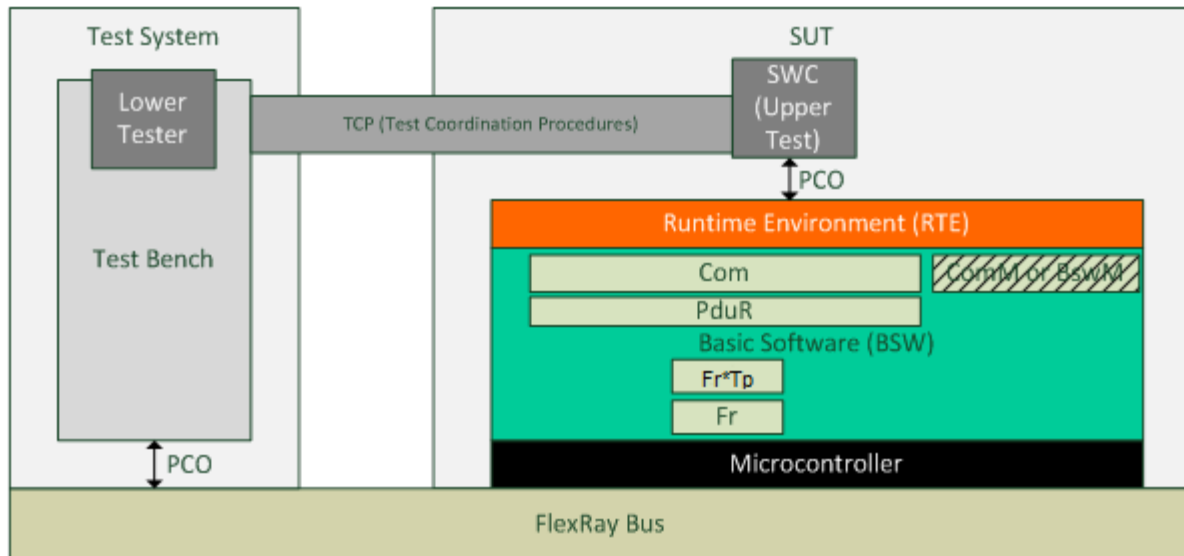 Test System
SUT
Lower
Tester
SWC
(Upper
Test)
TCP (Test Coordination Procedures)
PCO
Runtime Environment (RTE)
Test Bench
Com
ComM or BswM
PduR
Basic Software (BSW)
Fr*Tp
Fr
PCO
Microcontroller
FlexRay Bus